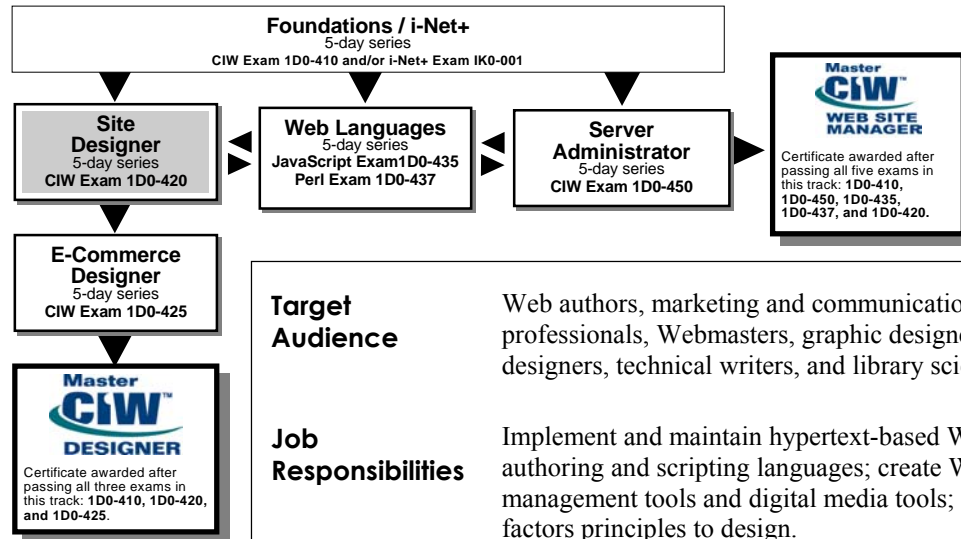 Foundations / i-Net+
5-day series
CIW Exam 1D0-410 and/or i-Net+ Exam IK0-001
Site
Designer
5-day series
CIW Exam 1D0-420
Web Languages
5-day series
JavaScript Exam1D0-435
Perl Exam 1D0-437
Server
Administrator
5-day series
CIW Exam 1D0-450
Master
CIW™
WEB SITE
MANAGER
Certificate awarded after
passing all five exams in
this track: 1D0-410,
1D0-450, 1D0-435,
1D0-437, and 1D0-420.
E-Commerce
Designer
5-day series
CIW Exam 1D0-425
Master
CIW™
DESIGNER
Certificate awarded after
passing all three exams in
this track: 1D0-410, 1D0-420,
and 1D0-425.
Target
Audience
Web authors, marketing and
professionals, Webmasters, graphic
designers, technical writers, and library
Job
Responsibilities
Implement and maintain hypertext-based
authoring and scripting languages; create
management tools and digital media tools;
factors principles to design.